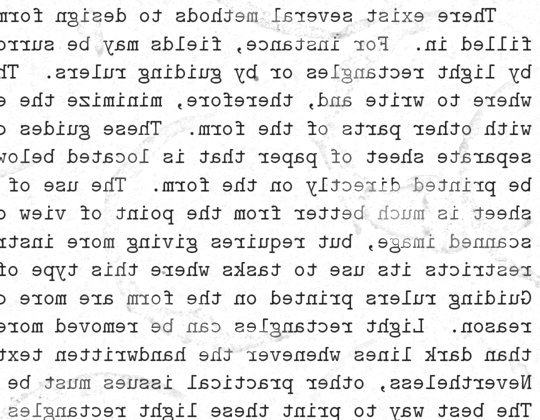 There exist several methods to design form
filled in. For instance, fields may be surro
by light rectangles or by guiding rulers. Th
where to write and, therefore, minimize the e
with other parts of the form. These guides c
separate sheet of paper that is located below
be printed directly on the form. The use of
sheet is much better from the point of view o
scanned image, but requires giving more instr
restricts its use to tasks where this type of
Guiding rulers printed on the form are more c
reason. Light rectangles can be removed more
than dark lines whenever the handwritten text
Nevertheless, other practical issues must be
The best way to print these light rectangles